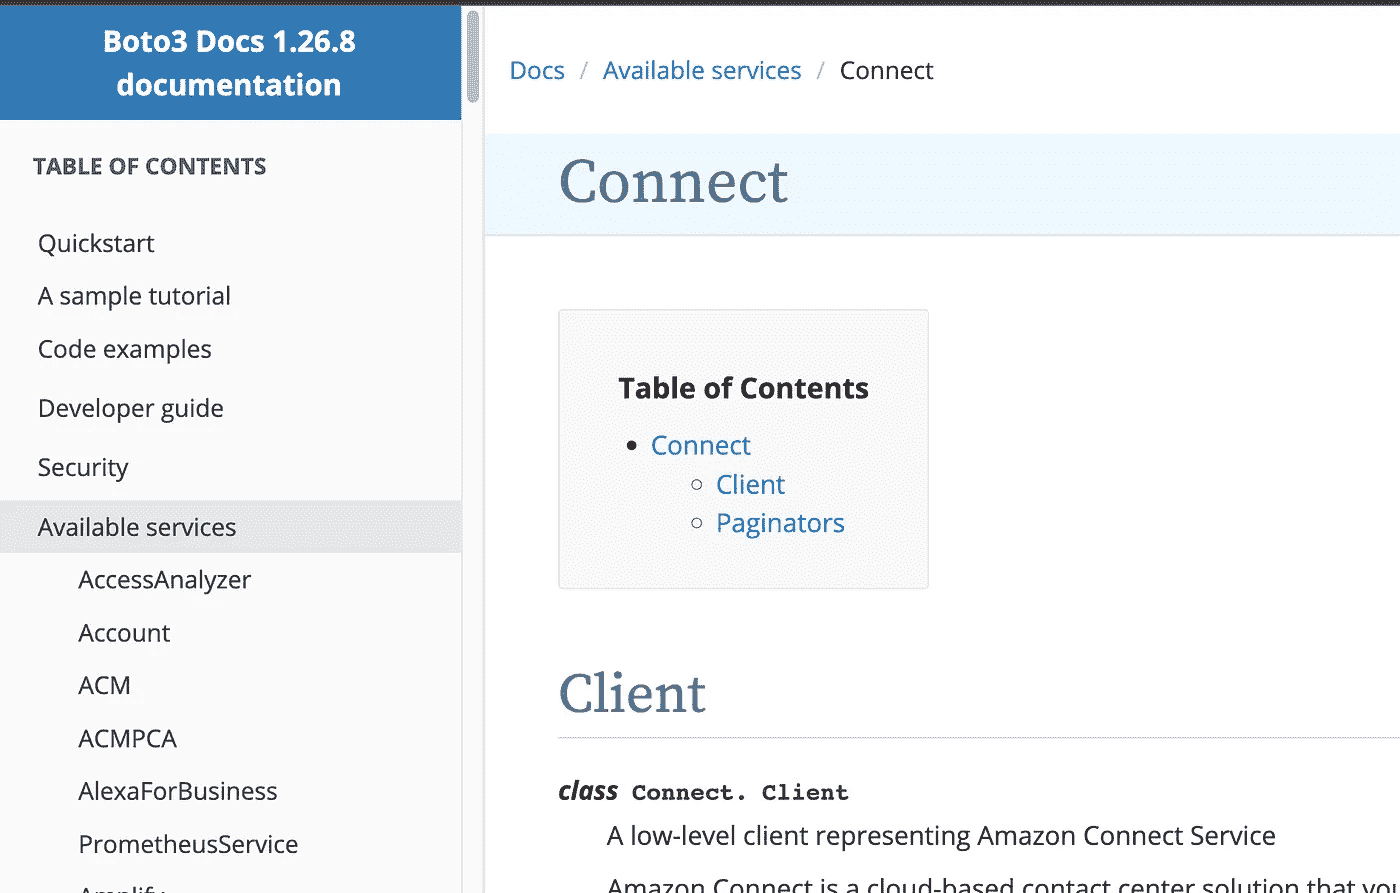 Boto3 Docs 1.26.8
documentation
TABLE OF CONTENTS
Quickstart
A sample tutorial
Code examples
Developer guide
Security
Available services
AccessAnalyzer
Account
ACM
ACMPCA
AlexaForBusiness
PrometheusService
Amplify
Docs / Available services / Connect
Connect
Table of Contents
Connect
Client
Paginators
Client
class Connect. Client
A low-level client representing Amazon Connect Service
Amazon Connect is a cloud-based contact center solution that you